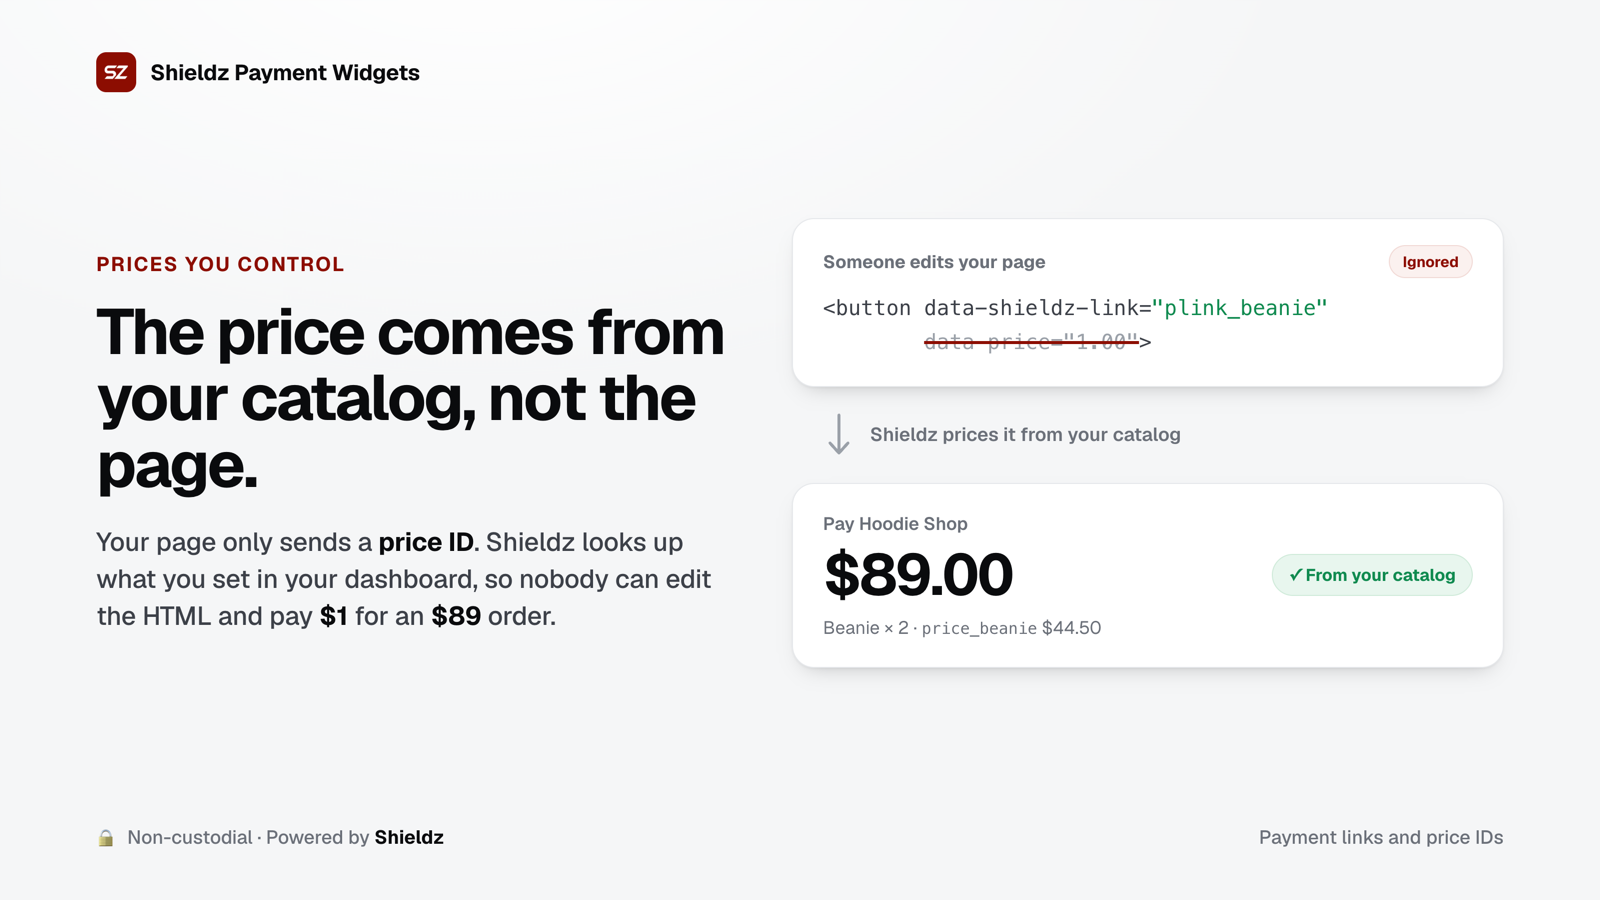 SZ
Shieldz Payment Widgets
PRICES YOU CONTROL
The price comes from
your catalog, not the
page.
Your page only sends a price ID. Shieldz looks up
what you set in your dashboard, so nobody can edit
the HTML and pay $1 for an $89 order.
Someone edits your page
Ignored
<button data-shieldz-link="plink_beanie"
data-price="1.00">
Shieldz prices it from your catalog
Pay Hoodie Shop
$89.00
✓ From your catalog
Beanie × 2 · price_beanie $44.50
Non-custodial · Powered by Shieldz
Payment links and price IDs